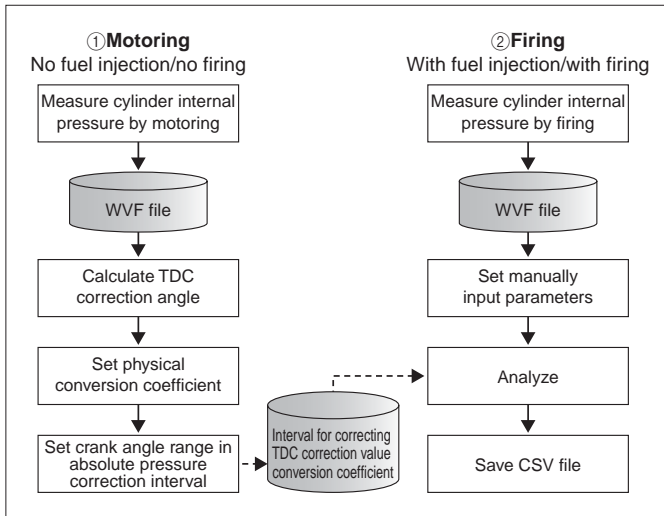 ①Motoring
No fuel injection/no firing
Measure cylinder internal
pressure by motoring
WVF file
Calculate TDC
correction angle
Set physical
conversion coefficient
Set crank angle range in
absolute pressure
correction interval
Interval for correcting
TDC correction value
conversion coefficient
②Firing
With fuel injection/with firing
Measure cylinder internal
pressure by firing
WVF file
Set manually
input parameters
Analyze
Save CSV file